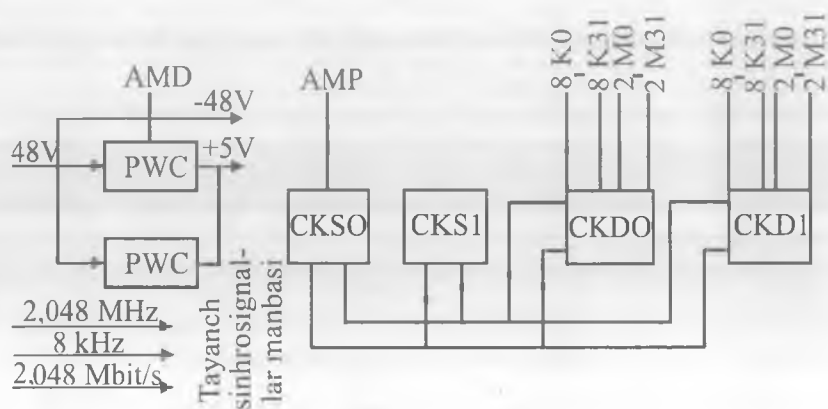 AMD
-48V
48V
PWC
+5V
PWC
2,048 MHz
8 kHz
2,048 Mbit/s
Tayanch
sinhrosignal-
lar manbasi
AMP
CKSO
CKS1
8 K0
8 K31
2 M0
2 M31
CKDO
8 K0
8 K31
2 M0
2 M31
CKD1